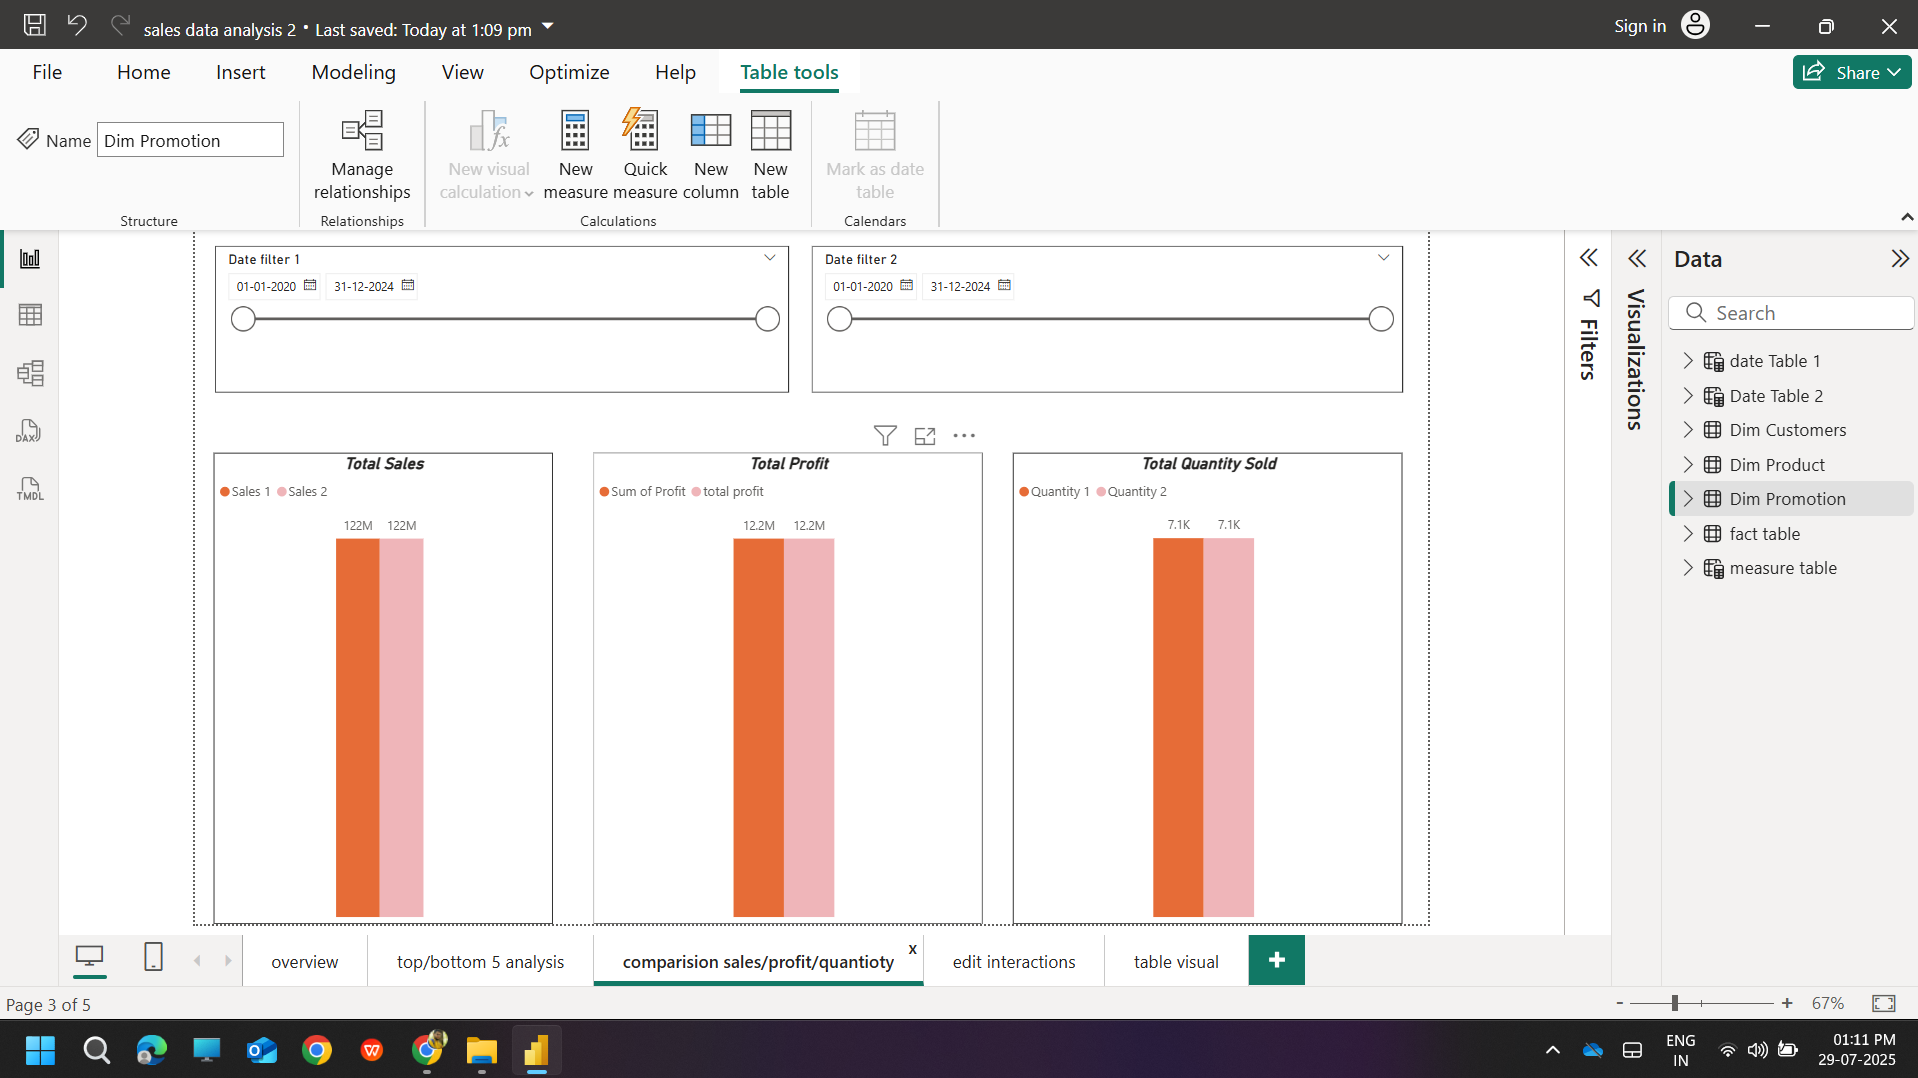 sales data analysis 2 • Last saved: Today at 1:09 pm
Sign in
File Home Insert Modeling View Optimize Help Table tools
Share
Name Dim Promotion
Manage relationships
New visual calculation
New measure
Quick measure
New column
New table
Mark as date table
Structure Relationships Calculations Calendars
Date filter 1
01-01-2020 31-12-2024
Date filter 2
01-01-2020 31-12-2024
Total Sales
Sales 1 Sales 2
122M 122M
Total Profit
Sum of Profit total profit
12.2M 12.2M
Total Quantity Sold
Quantity 1 Quantity 2
7.1K 7.1K
Filters
Visualizations
Data
Search
date Table 1
Date Table 2
Dim Customers
Dim Product
Dim Promotion
fact table
measure table
DAX
TMDL
overview
top/bottom 5 analysis
comparision sales/profit/quantioty x
edit interactions
table visual
+
Page 3 of 5
- + 67%
ENG
IN
01:11 PM
29-07-2025